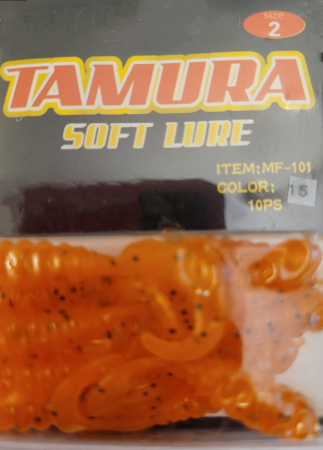 SIZE
2
TAMURA
SOFT LURE
ITEM:MF-101
COLOR: 15
10PS